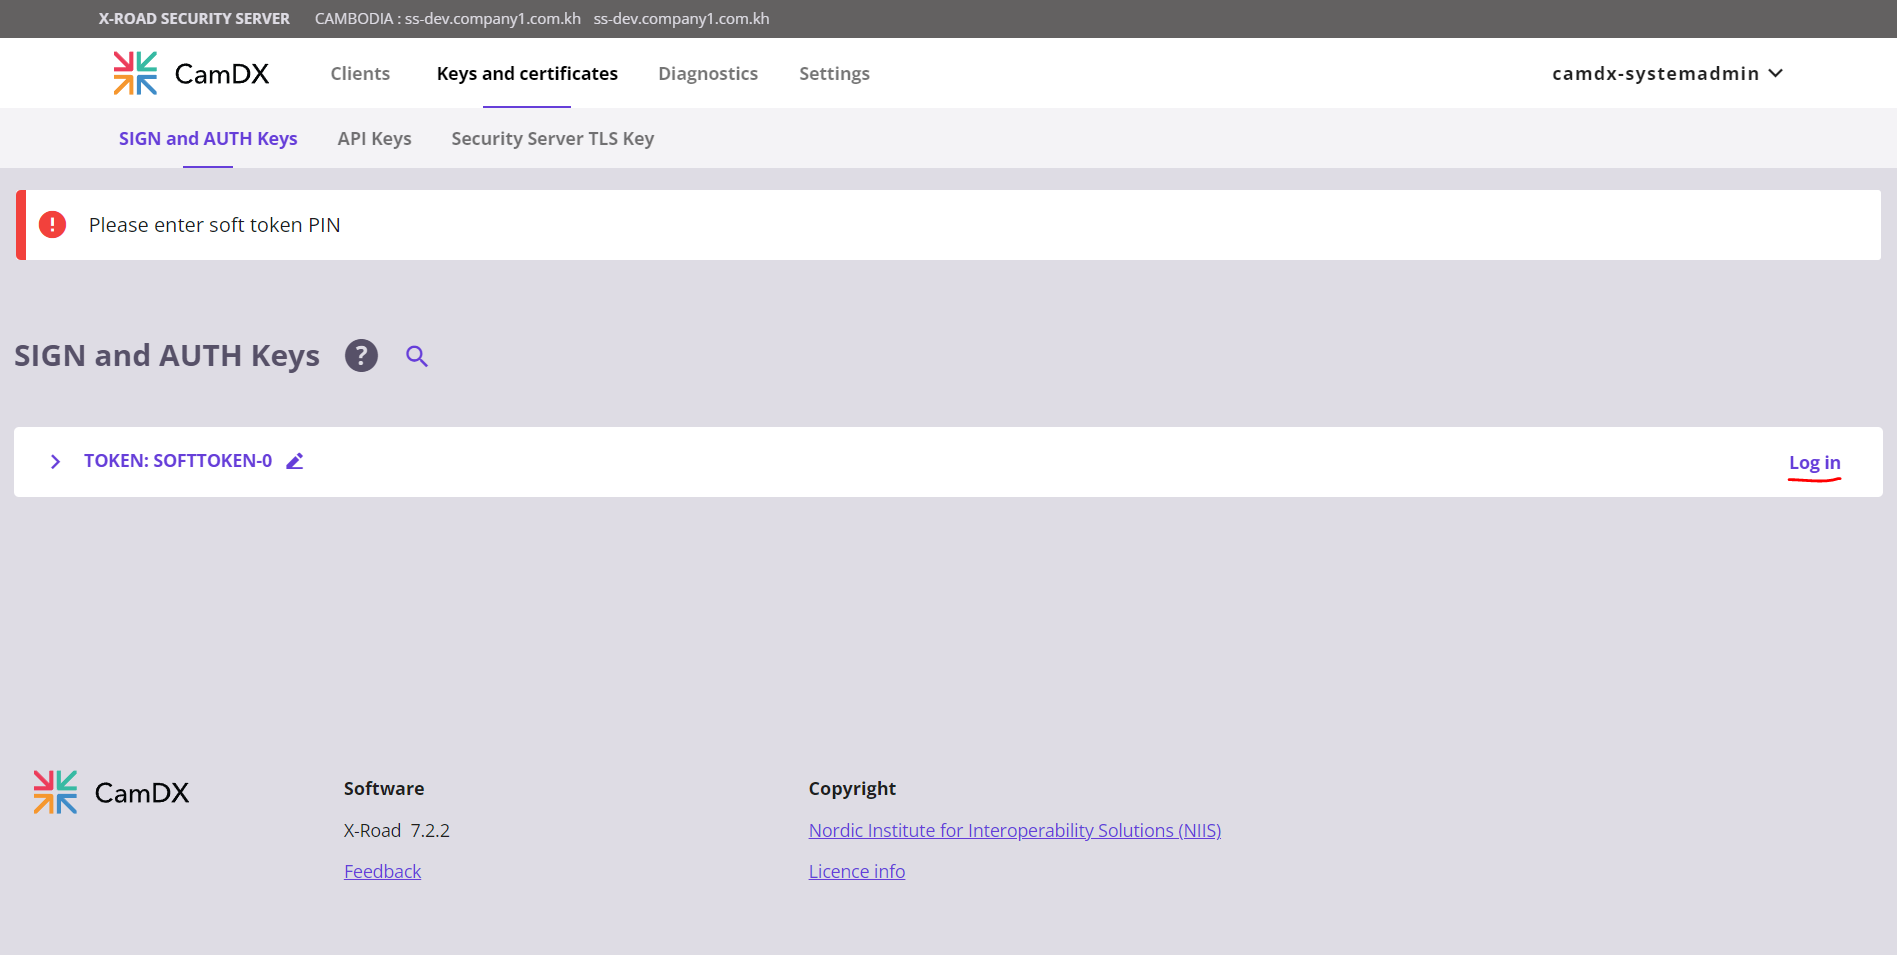 X-ROAD SECURITY SERVER CAMBODIA : ss-dev.company1.com.kh ss-dev.company1.com.kh
CamDX Clients Keys and certificates Diagnostics Settings camdx-systemadmin
SIGN and AUTH Keys API Keys Security Server TLS Key
Please enter soft token PIN
SIGN and AUTH Keys ?
TOKEN: SOFTTOKEN-0 Log in
CamDX Software Copyright
X-Road 7.2.2 Nordic Institute for Interoperability Solutions (NIIS)
Feedback Licence info